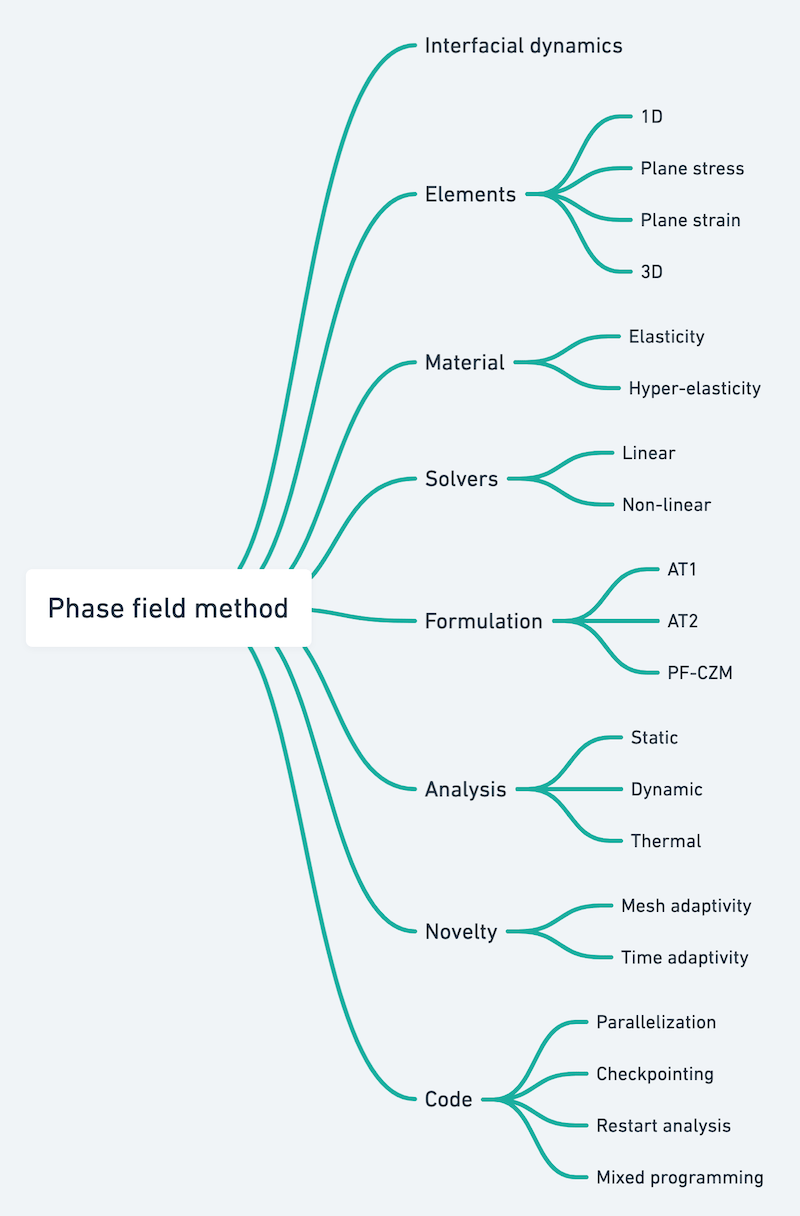 Phase field method
Interfacial dynamics
Elements
1D
Plane stress
Plane strain
3D
Material
Elasticity
Hyper-elasticity
Solvers
Linear
Non-linear
Formulation
AT1
AT2
PF-CZM
Analysis
Static
Dynamic
Thermal
Novelty
Mesh adaptivity
Time adaptivity
Code
Parallelization
Checkpointing
Restart analysis
Mixed programming